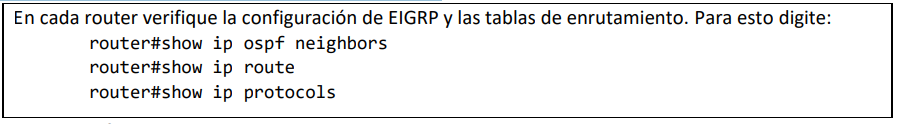 En cada router verifique la configuración de EIGRP y las tablas de enrutamiento. Para esto digite:
router#show ip ospf neighbors
router#show ip route
router#show ip protocols